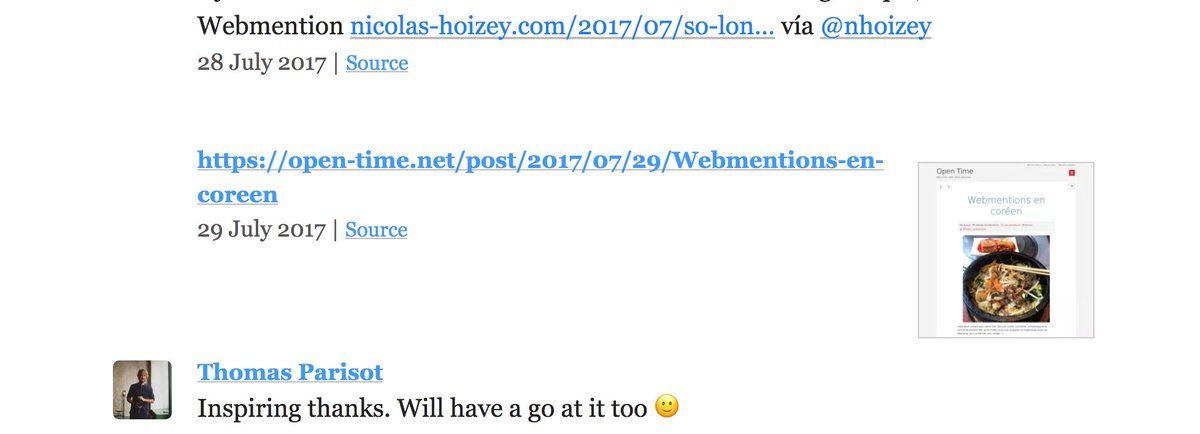 Webmention nicolas-hoizey.com/2017/07/so-lon... vía @nhoizey
28 July 2017 | Source
https://open-time.net/post/2017/07/29/Webmentions-en-
coreen
29 July 2017 | Source
Open Time
Webmentions en
coréen
Thomas Parisot
Inspiring thanks. Will have a go at it too 🙂